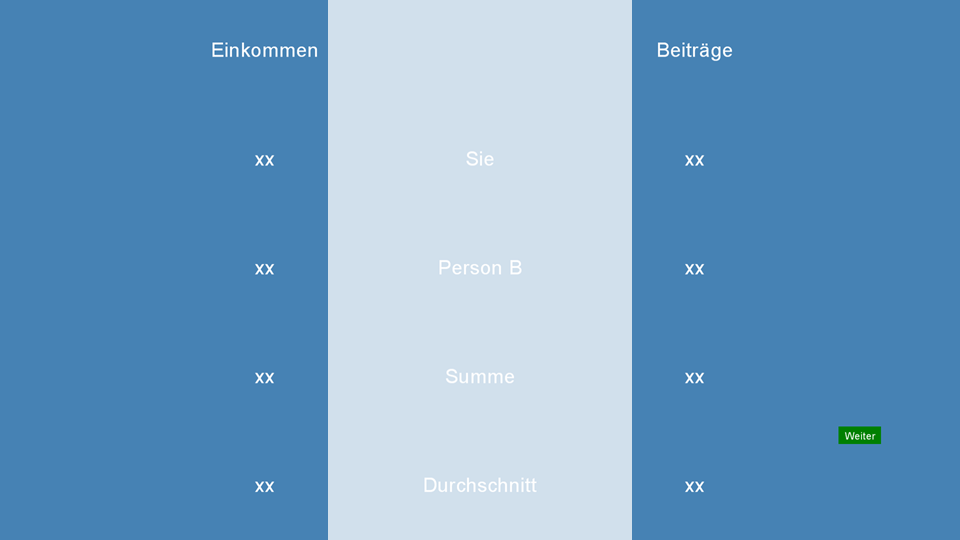 Einkommen Beiträge
xx Sie xx
xx Person B xx
xx Summe xx
Weiter
xx Durchschnitt xx